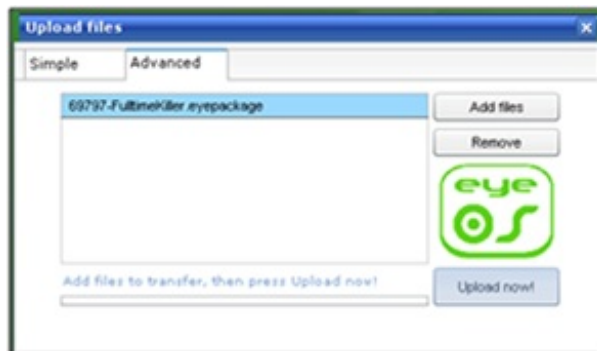 Upload files
Simple
Advanced
69797-FulltimeKiller.eyepackage
Add files
Remove
eye
os
Add files to transfer, then press Upload now!
Upload now!